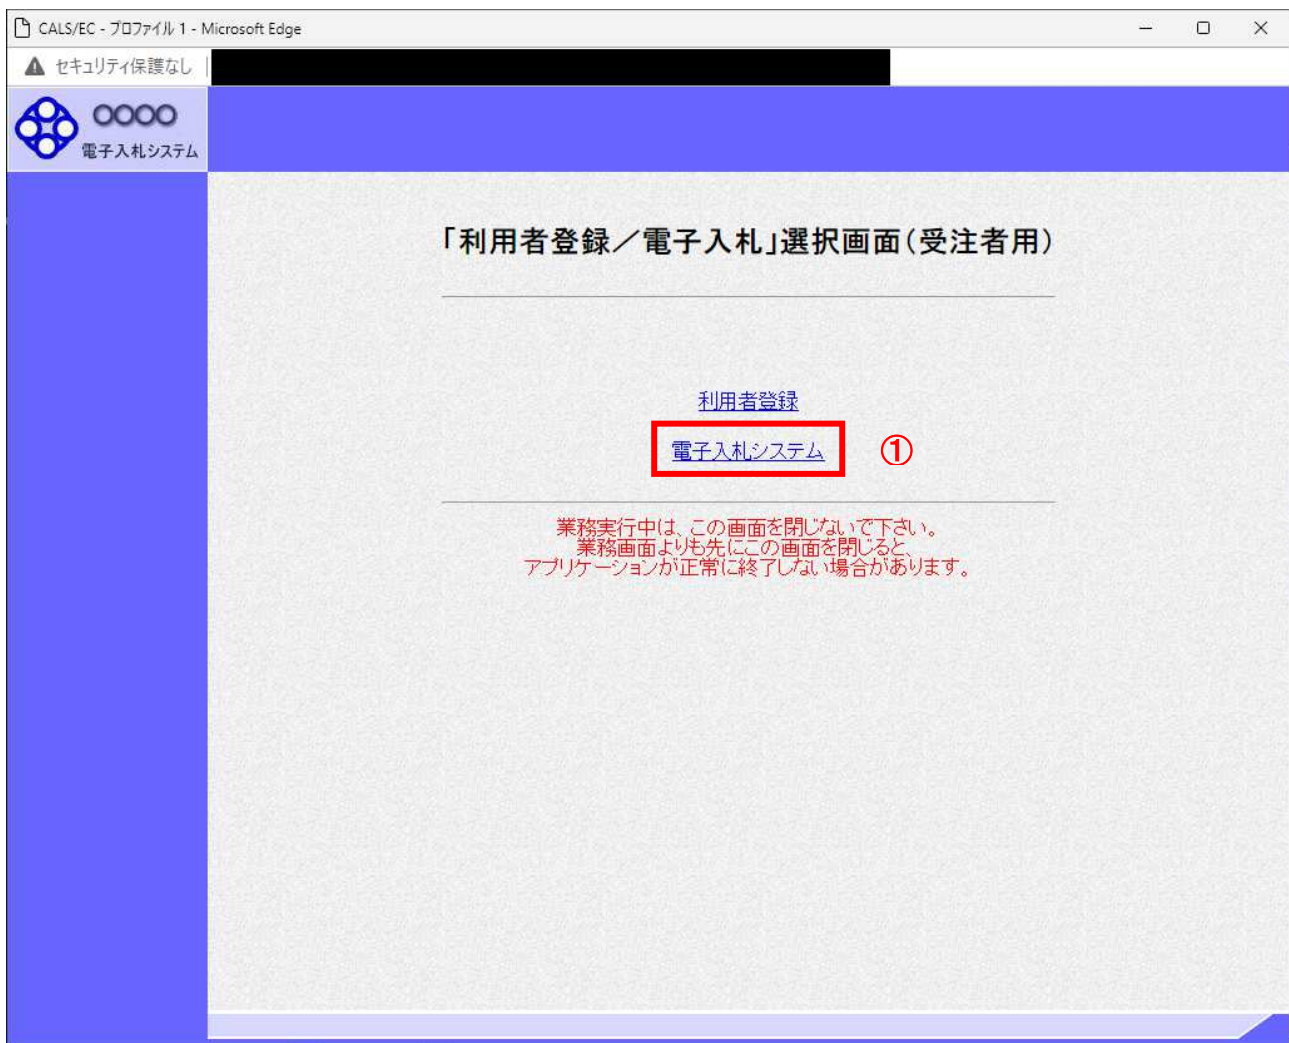 CALS/EC - プロファイル 1 - Microsoft Edge
セキュリティ保護なし
○○○○
電子入札システム
「利用者登録／電子入札」選択画面(受注者用)
利用者登録
電子入札システム ①
業務実行中は、この画面を閉じないで下さい。
業務画面よりも先にこの画面を閉じると、
アプリケーションが正常に終了しない場合があります。